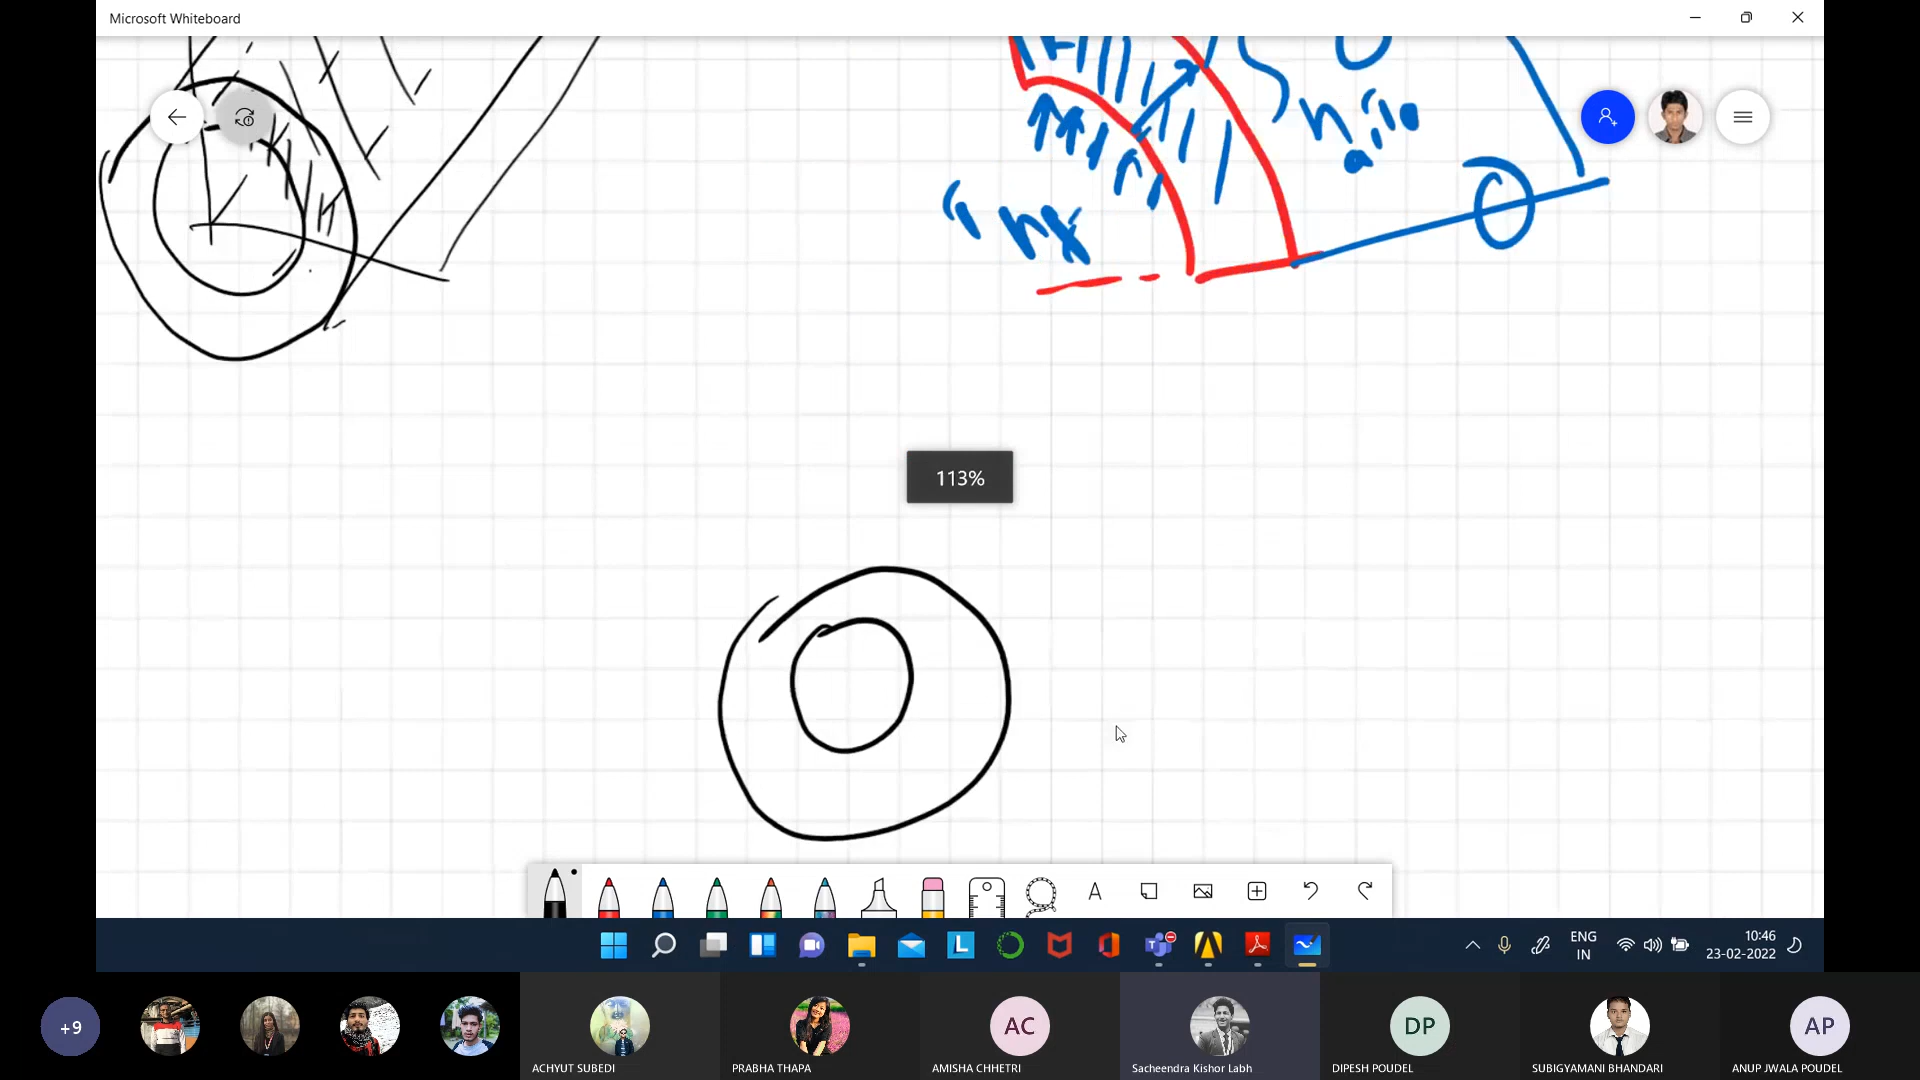 Microsoft Whiteboard
113%
A
L
ENG
IN
10:46
23-02-2022
+9
AC
DP
AP
ACHYUT SUBEDI
PRABHA THAPA
AMISHA CHHETRI
Sacheendra Kishor Labh
DIPESH POUDEL
SUBIGYAMANI BHANDARI
ANUP JWALA POUDEL